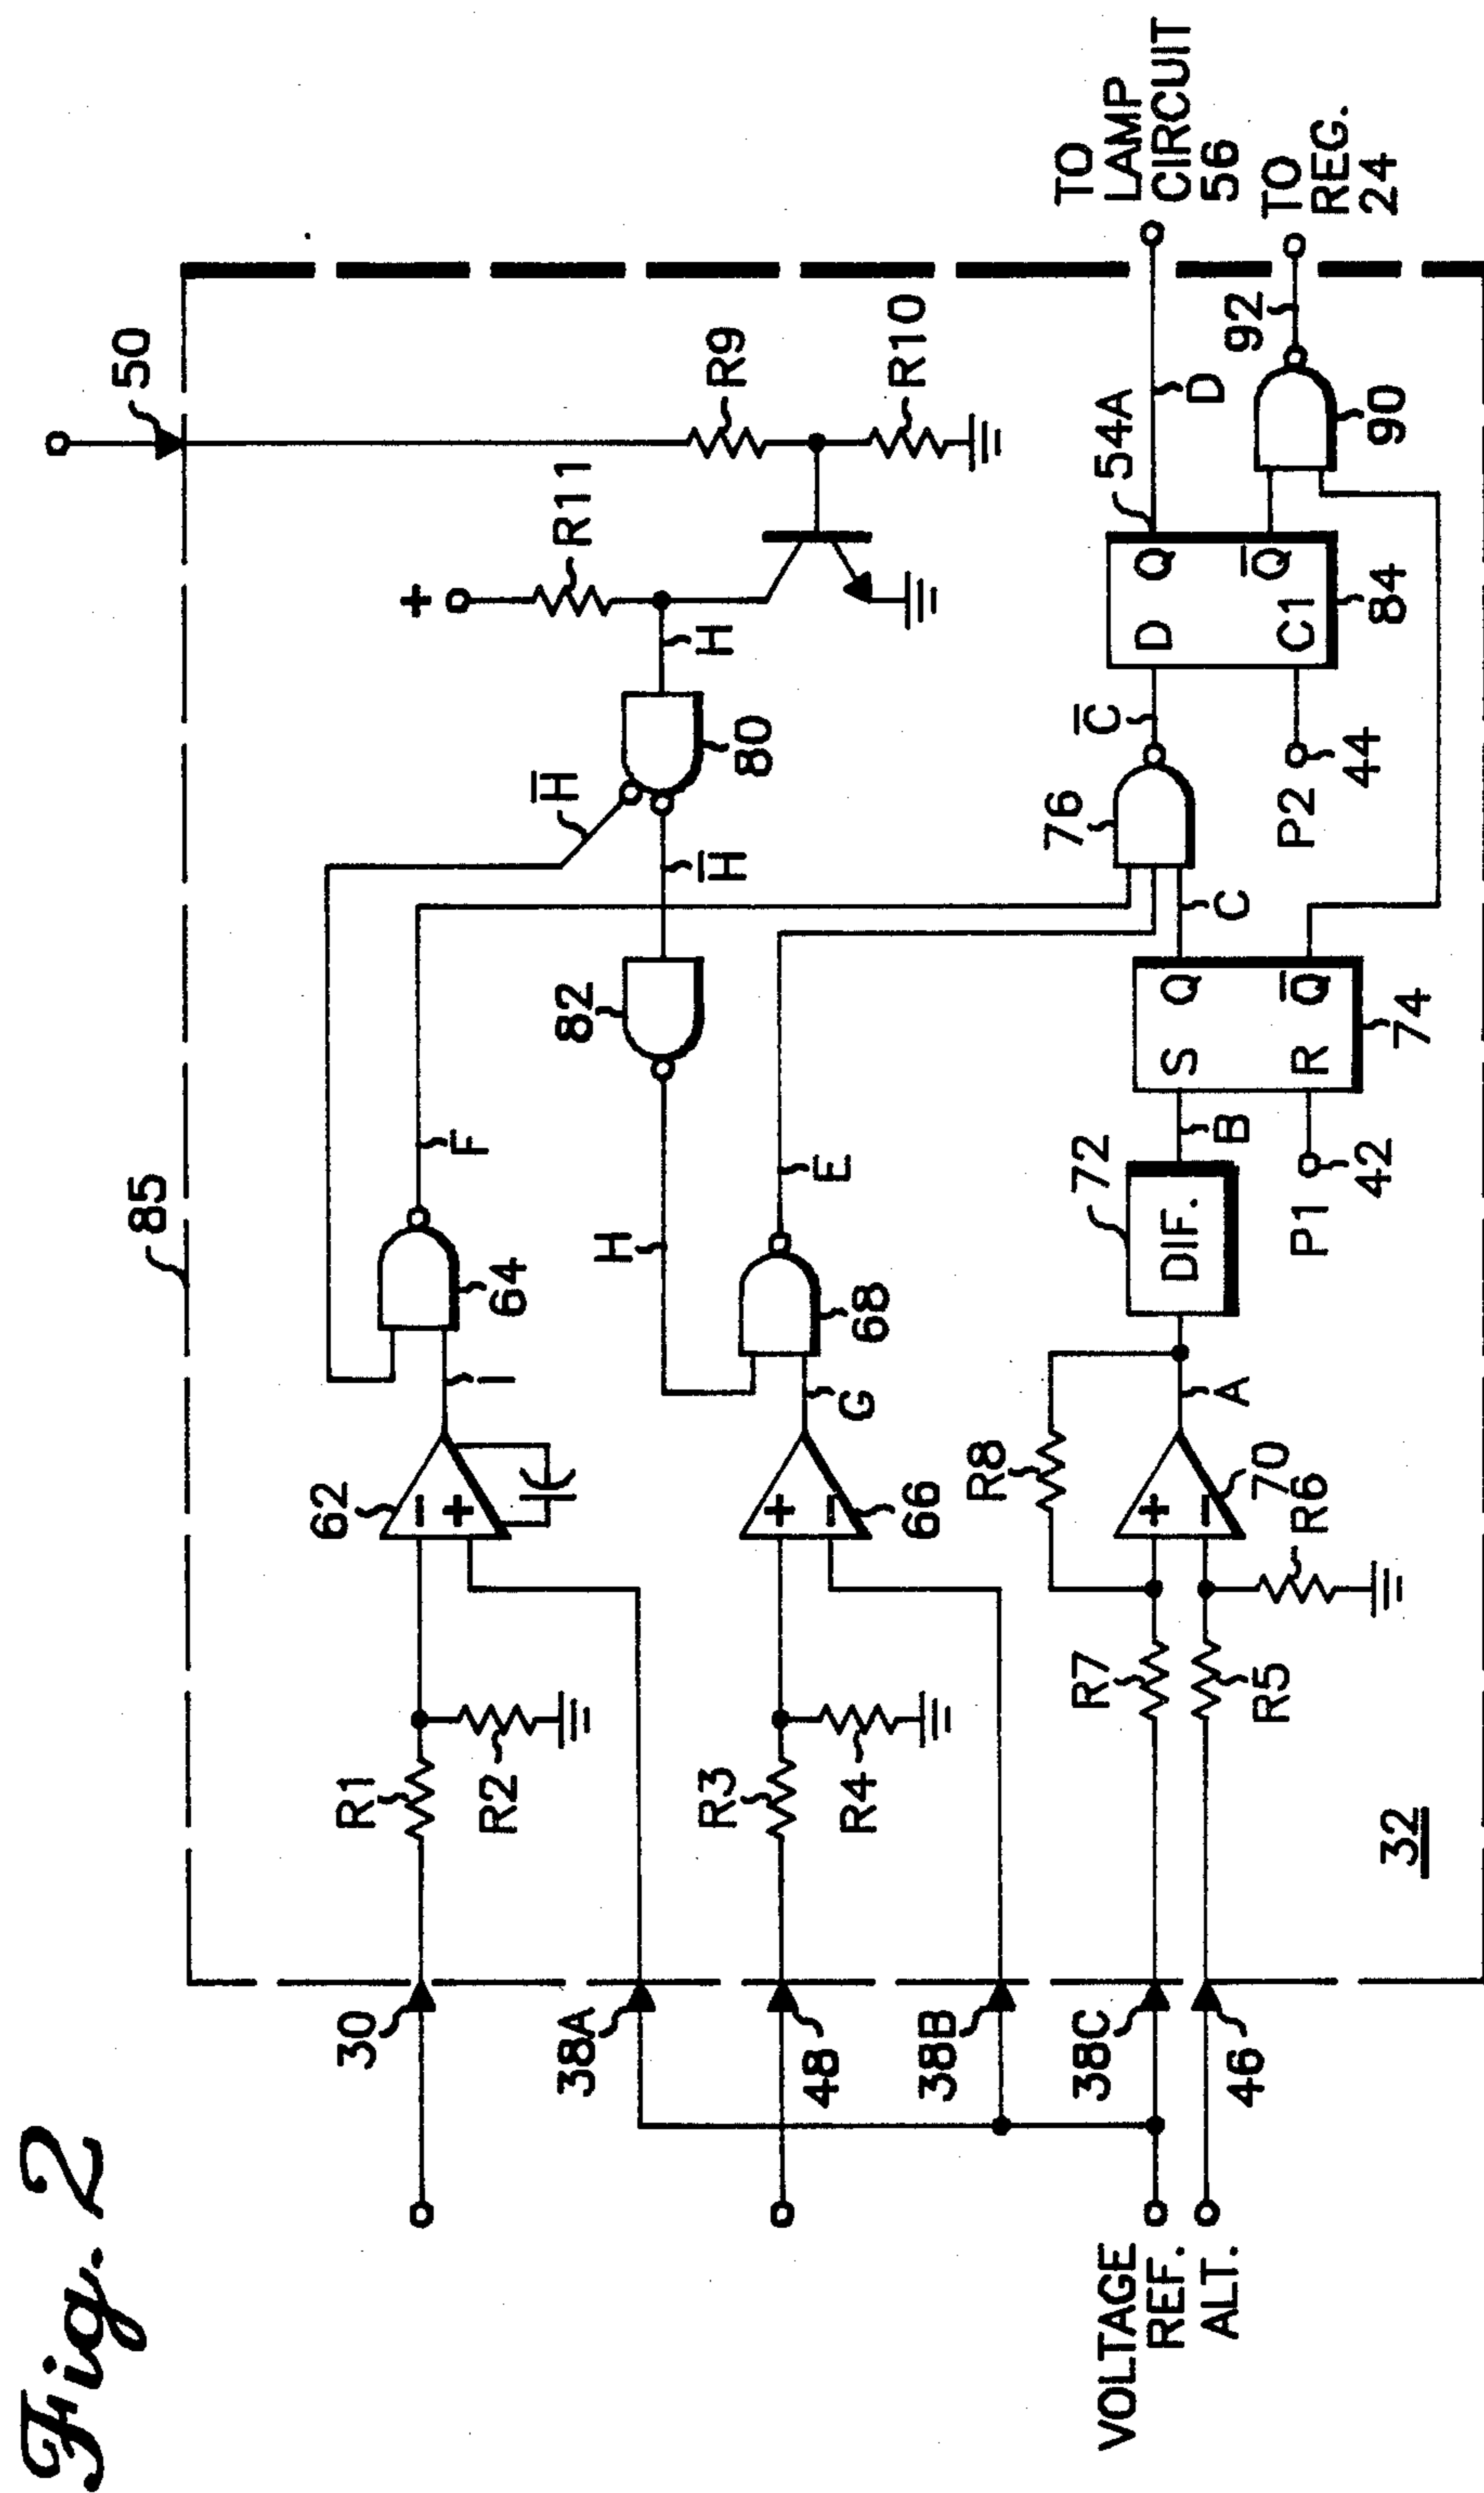 Fig. 2
85
50
30
R1
R2
62
I
64
F
H̅
H̅
80
H
R11
+
R9
R10
38A
82
H
48
R3
R4
66
G
68
E
38B
38C
VOLTAGE
REF.
ALT.
46
R7
R5
R8
R6
70
A
72
DIF.
B
P1
42
S
Q
R
Q̅
74
C
76
C̅
P2
44
D
Q
C1
Q̅
84
54A
D
90
92
TO
LAMP
CIRCUIT
56
TO
REG.
24
32
−
+
+
−
+
−